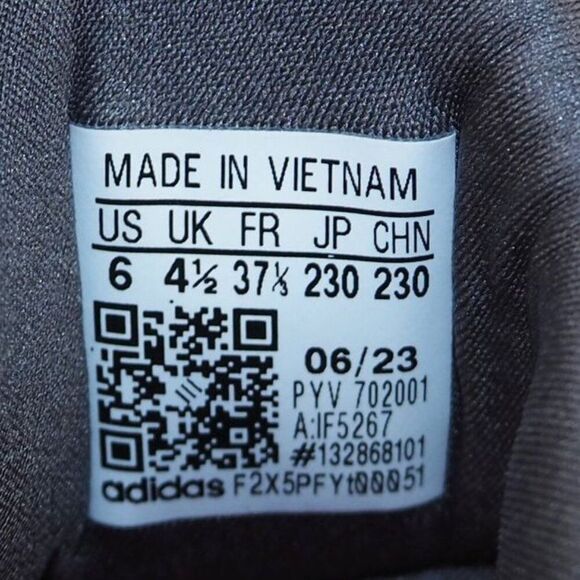 MADE IN VIETNAM
US UK FR JP CHN
6 4½ 37⅓ 230 230
06/23
PYV 702001
A:IF5267
#132868101
adidas F2X5PFYt00051